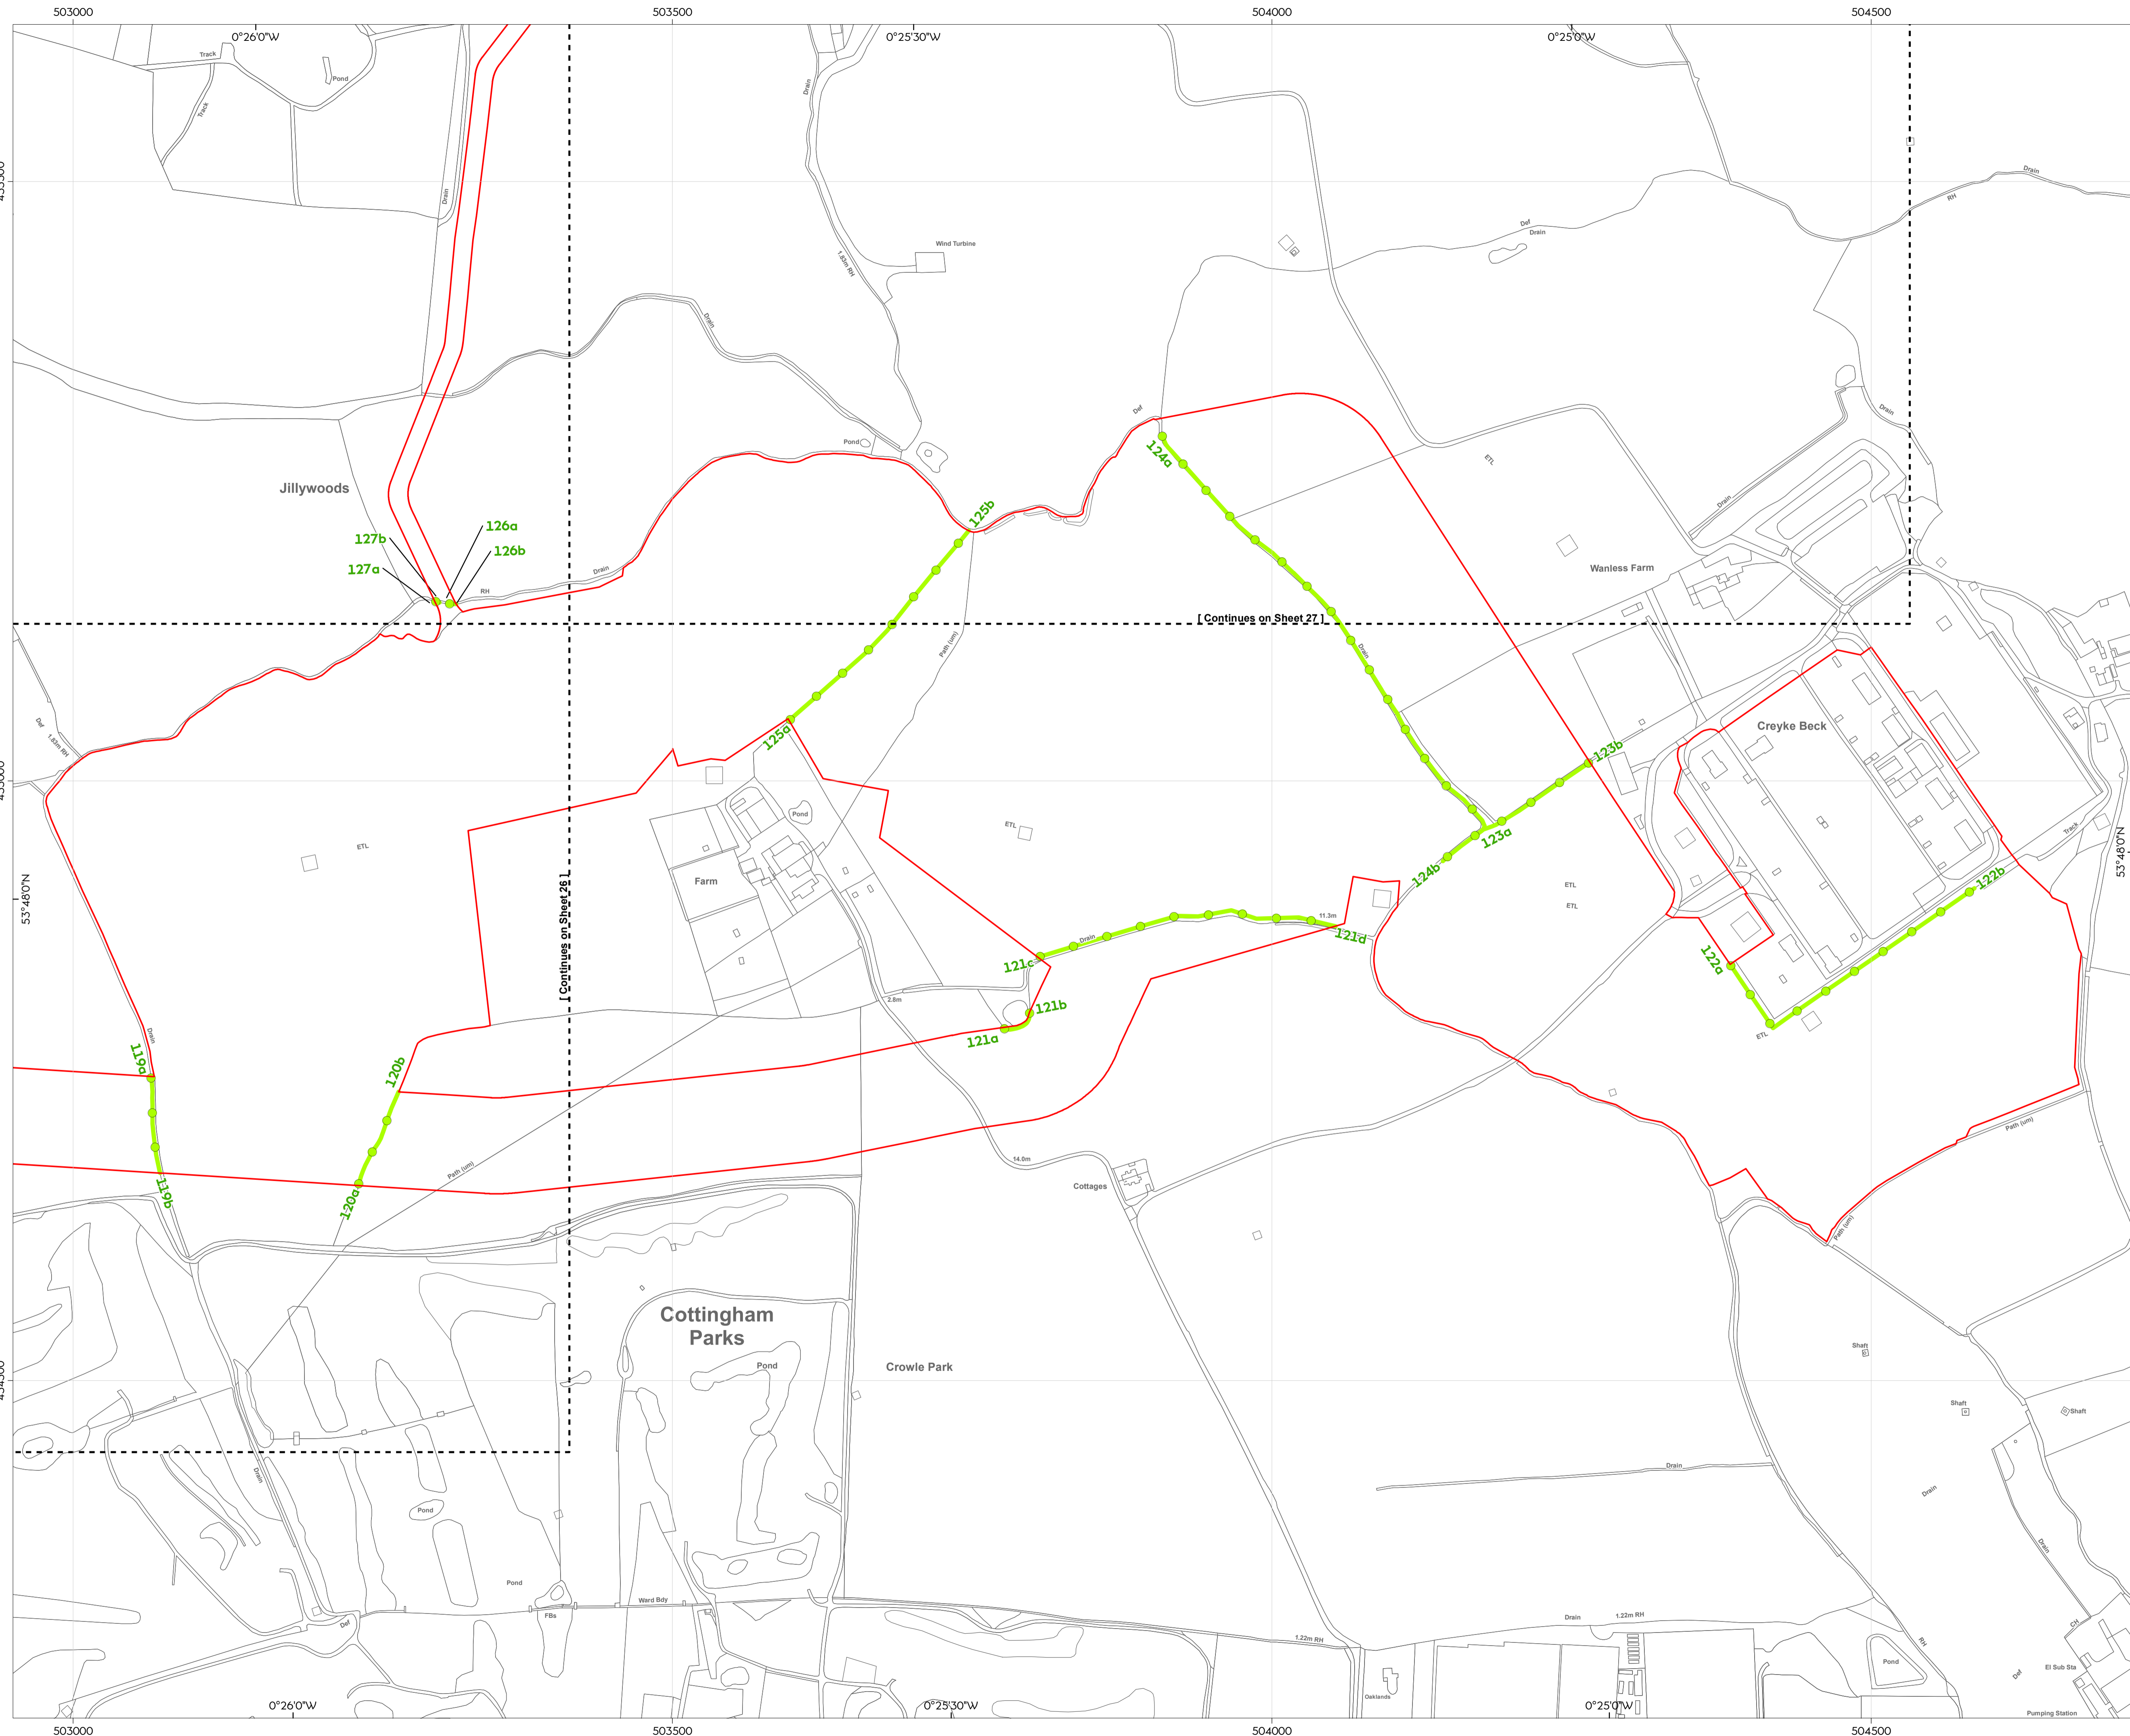 503000
503500
504000
504500
0°26'0"W
0°25'30"W
0°25'0"W
Track
Pond
Track
Drain
Drain
Drain
RH
Def
Drain
Drain
Wind Turbine
1.83m RH
Drain
Def
Drain
Pond
ETL
Drain
Jillywoods
124a
125b
126a
127b
126b
127a
Drain
RH
Wanless Farm
[ Continues on Sheet 27 ]
Path (um)
Drain
Def
1.83m RH
125a
123b
Creyke Beck
Pond
ETL
ETL
123a
Track
53°48'0"N
53°48'0"N
Farm
[ Continues on Sheet 26 ]
124b
ETL
ETL
122b
11.3m
121d
Drain
121c
122a
2.8m
121b
121a
ETL
Drain
119a
120b
Path (um)
Path (um)
14.0m
Cottages
119b
120a
Path (um)
Cottingham
Parks
Pond
Crowle Park
Shaft
Shaft
Shaft
Drain
Drain
Drain
Pond
Drain
Pond
FBs
Ward Bdy
Def
1.22m RH
Drain
1.22m RH
RH
CH
Pond
El Sub Sta
Def
Oaklands
Pumping Station
0°26'0"W
0°25'30"W
0°25'0"W
503000
503500
504000
504500